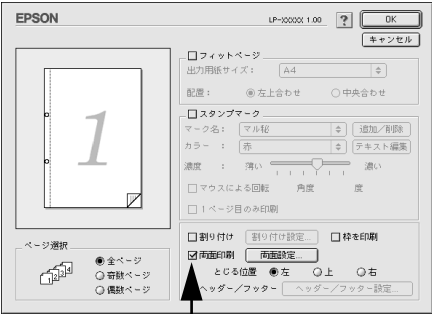 EPSON
LP-XXXXX 1.00 ? OK
キャンセル
1
フィットページ
出力用紙サイズ： A4
配置： 左上合わせ 中央合わせ
スタンプマーク
マーク名： マル秘 追加／削除
カラー ： 赤 テキスト編集
濃度 ： 薄い 濃い
マウスによる回転 角度 度
1ページ目のみ印刷
ページ選択
1 2 3 4
全ページ
奇数ページ
偶数ページ
割り付け 割り付け設定... 枠を印刷
両面印刷 両面設定...
とじる位置 左 上 右
ヘッダー／フッター ヘッダー／フッター設定...